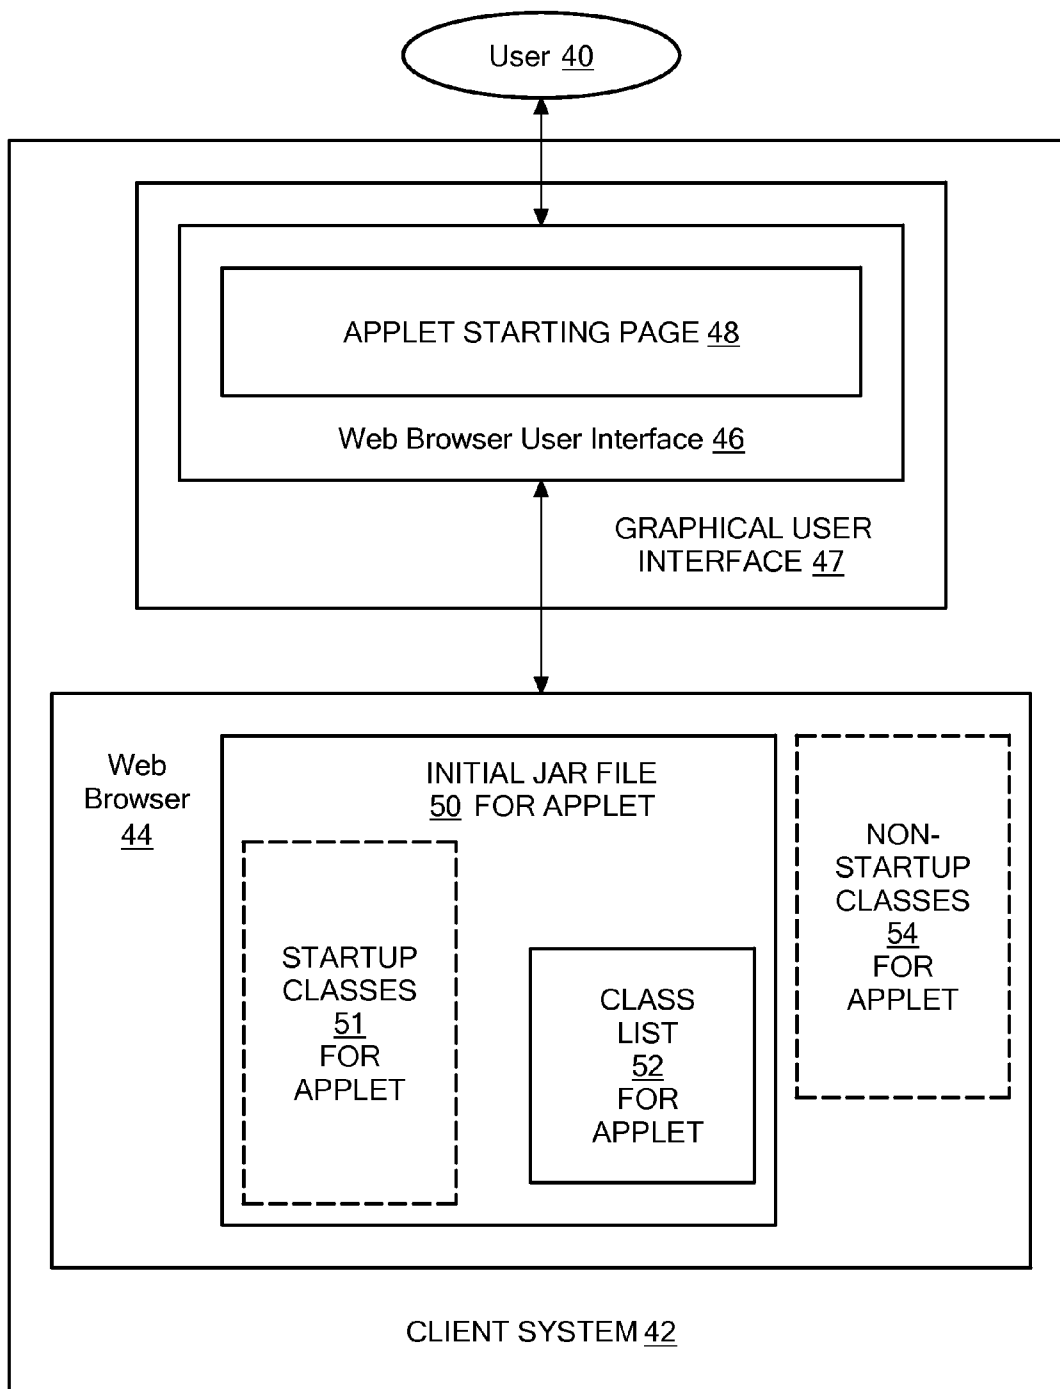 User 40
APPLET STARTING PAGE 48
Web Browser User Interface 46
GRAPHICAL USER
INTERFACE 47
Web
Browser
44
INITIAL JAR FILE
50 FOR APPLET
STARTUP
CLASSES
51
FOR
APPLET
CLASS
LIST
52
FOR
APPLET
NON-
STARTUP
CLASSES
54
FOR
APPLET
CLIENT SYSTEM 42